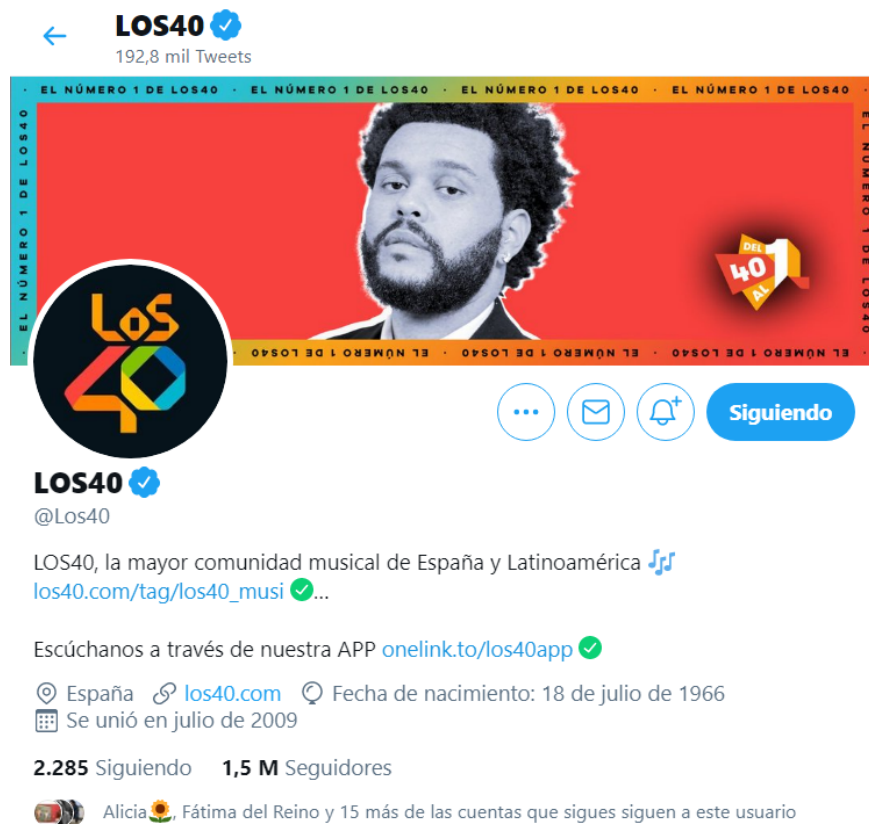 LOS40
192,8 mil Tweets
· EL NÚMERO 1 DE LOS40 · EL NÚMERO 1 DE LOS40 · EL NÚMERO 1 DE LOS40 · EL NÚMERO 1 DE LOS40 ·
EL NÚMERO 1 DE LOS40
EL NÚMERO 1 DE LOS40
DEL
40 1
AL
LOS
40
· EL NÚMERO 1 DE LOS40 · EL NÚMERO 1 DE LOS40 · EL NÚMERO 1 DE LOS40
Siguiendo
LOS40
@Los40
LOS40, la mayor comunidad musical de España y Latinoamérica 🎶
los40.com/tag/los40_musi ✅...
Escúchanos a través de nuestra APP onelink.to/los40app ✅
España los40.com Fecha de nacimiento: 18 de julio de 1966
Se unió en julio de 2009
2.285 Siguiendo 1,5 M Seguidores
Alicia🌻, Fátima del Reino y 15 más de las cuentas que sigues siguen a este usuario